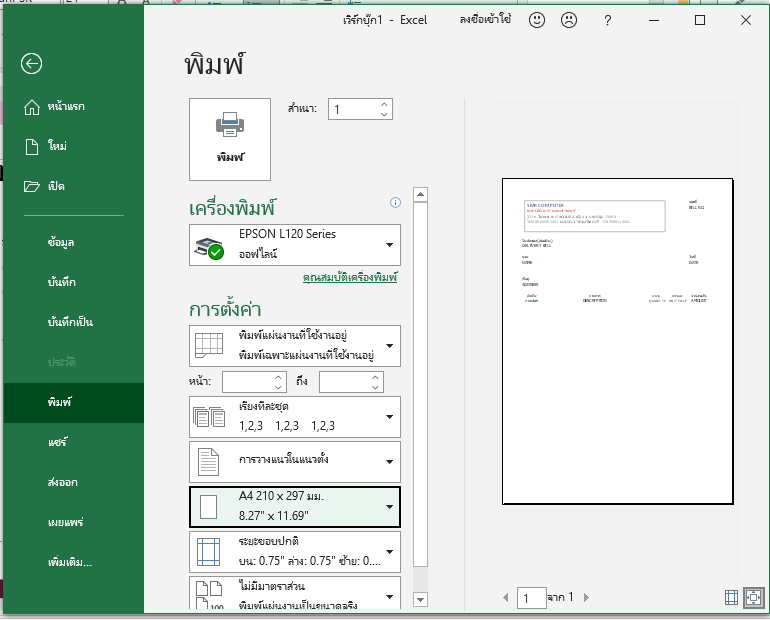 เวิร์กบุ๊ก1 - Excel
ลงชื่อเข้าใช้
?
หน้าแรก
ใหม่
เปิด
ข้อมูล
บันทึก
บันทึกเป็น
ประวัติ
พิมพ์
แชร์
ส่งออก
เผยแพร่
เพิ่มเติม...
พิมพ์
พิมพ์
สำเนา: 1
เครื่องพิมพ์
EPSON L120 Series
ออฟไลน์
คุณสมบัติเครื่องพิมพ์
การตั้งค่า
พิมพ์แผ่นงานที่ใช้งานอยู่
พิมพ์เฉพาะแผ่นงานที่ใช้งานอยู่
หน้า: ถึง
เรียงทีละชุด
1,2,3 1,2,3 1,2,3
การวางแนวในแนวตั้ง
A4 210 x 297 มม.
8.27" x 11.69"
ระยะขอบปกติ
บน: 0.75" ล่าง: 0.75" ซ้าย: 0....
ไม่มีมาตราส่วน
พิมพ์แผ่นงานเป็นขนาดจริง
100
COMPUTER
BILL NO
DELIVERY BILL
NAME
DATE
ADDRESS
DESCRIPTION
AMOUNT
1 จาก 1